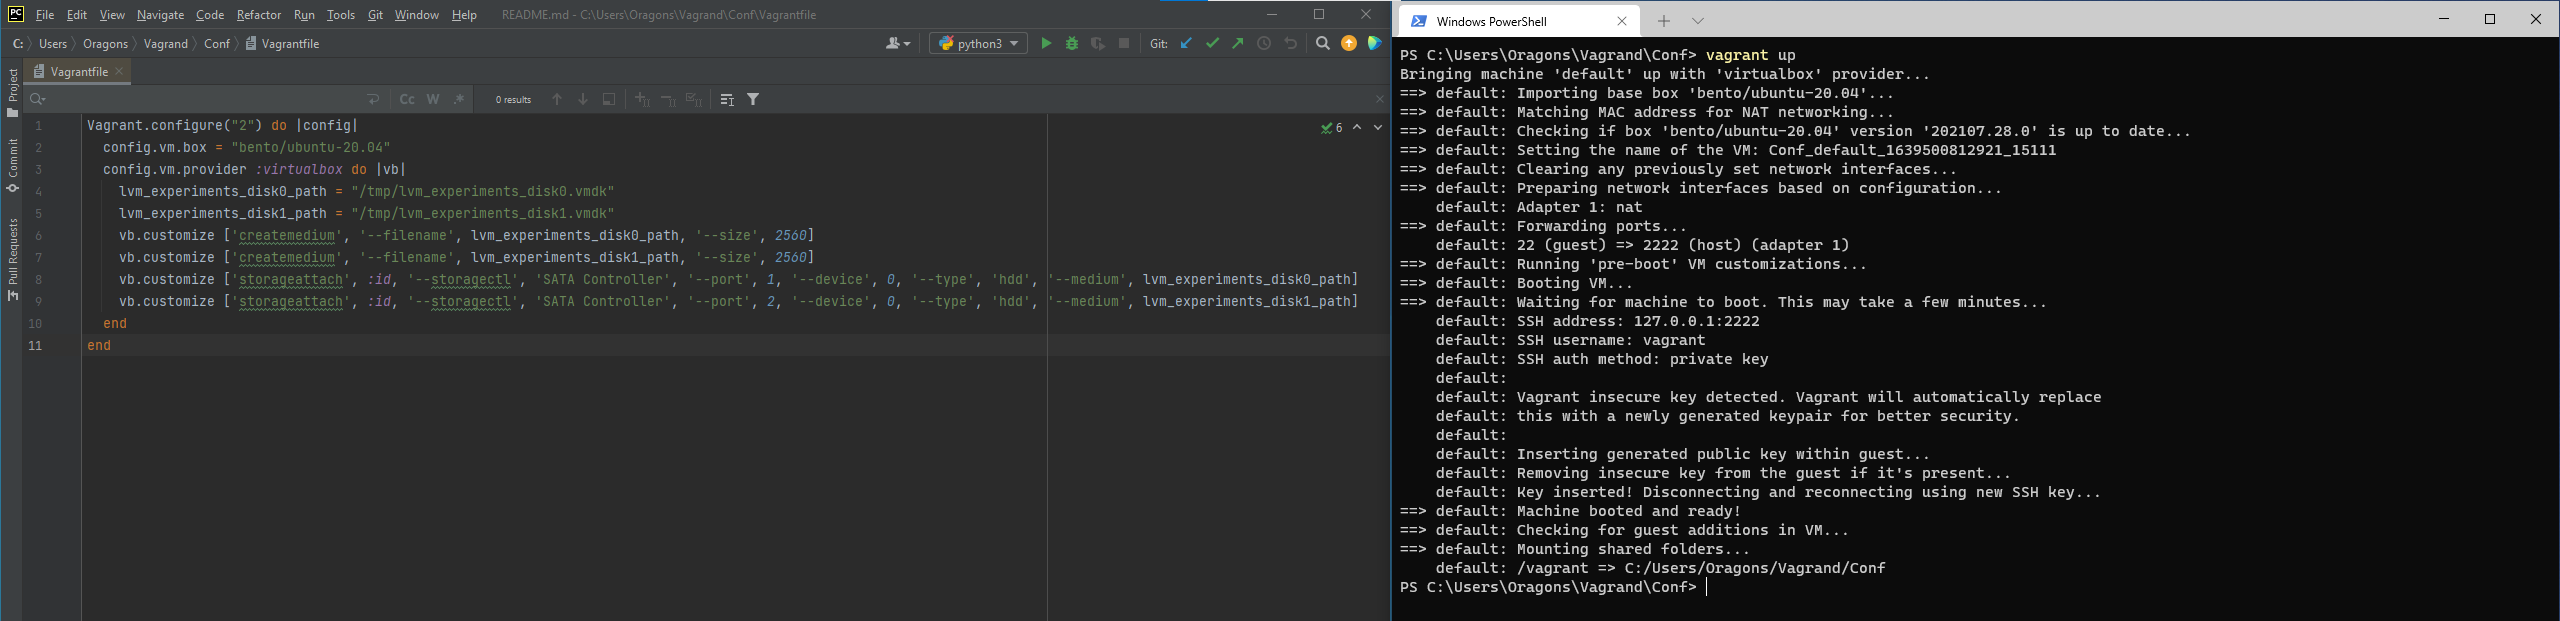 PC File Edit View Navigate Code Refactor Run Tools Git Window Help README.md - C:\Users\Oragons\Vagrand\Conf\Vagrantfile
C: Users Oragons Vagrand Conf Vagrantfile python3 Git:
Vagrantfile
Cc W .* 0 results
Project
Commit
Pull Requests
6
1 Vagrant.configure("2") do |config|
2 config.vm.box = "bento/ubuntu-20.04"
3 config.vm.provider :virtualbox do |vb|
4 lvm_experiments_disk0_path = "/tmp/lvm_experiments_disk0.vmdk"
5 lvm_experiments_disk1_path = "/tmp/lvm_experiments_disk1.vmdk"
6 vb.customize ['createmedium', '--filename', lvm_experiments_disk0_path, '--size', 2560]
7 vb.customize ['createmedium', '--filename', lvm_experiments_disk1_path, '--size', 2560]
8 vb.customize ['storageattach', :id, '--storagectl', 'SATA Controller', '--port', 1, '--device', 0, '--type', 'hdd', '--medium', lvm_experiments_disk0_path]
9 vb.customize ['storageattach', :id, '--storagectl', 'SATA Controller', '--port', 2, '--device', 0, '--type', 'hdd', '--medium', lvm_experiments_disk1_path]
10 end
11 end
Windows PowerShell
PS C:\Users\Oragons\Vagrand\Conf> vagrant up
Bringing machine 'default' up with 'virtualbox' provider...
==> default: Importing base box 'bento/ubuntu-20.04'...
==> default: Matching MAC address for NAT networking...
==> default: Checking if box 'bento/ubuntu-20.04' version '202107.28.0' is up to date...
==> default: Setting the name of the VM: Conf_default_1639500812921_15111
==> default: Clearing any previously set network interfaces...
==> default: Preparing network interfaces based on configuration...
default: Adapter 1: nat
==> default: Forwarding ports...
default: 22 (guest) => 2222 (host) (adapter 1)
==> default: Running 'pre-boot' VM customizations...
==> default: Booting VM...
==> default: Waiting for machine to boot. This may take a few minutes...
default: SSH address: 127.0.0.1:2222
default: SSH username: vagrant
default: SSH auth method: private key
default:
default: Vagrant insecure key detected. Vagrant will automatically replace
default: this with a newly generated keypair for better security.
default:
default: Inserting generated public key within guest...
default: Removing insecure key from the guest if it's present...
default: Key inserted! Disconnecting and reconnecting using new SSH key...
==> default: Machine booted and ready!
==> default: Checking for guest additions in VM...
==> default: Mounting shared folders...
default: /vagrant => C:/Users/Oragons/Vagrand/Conf
PS C:\Users\Oragons\Vagrand\Conf>